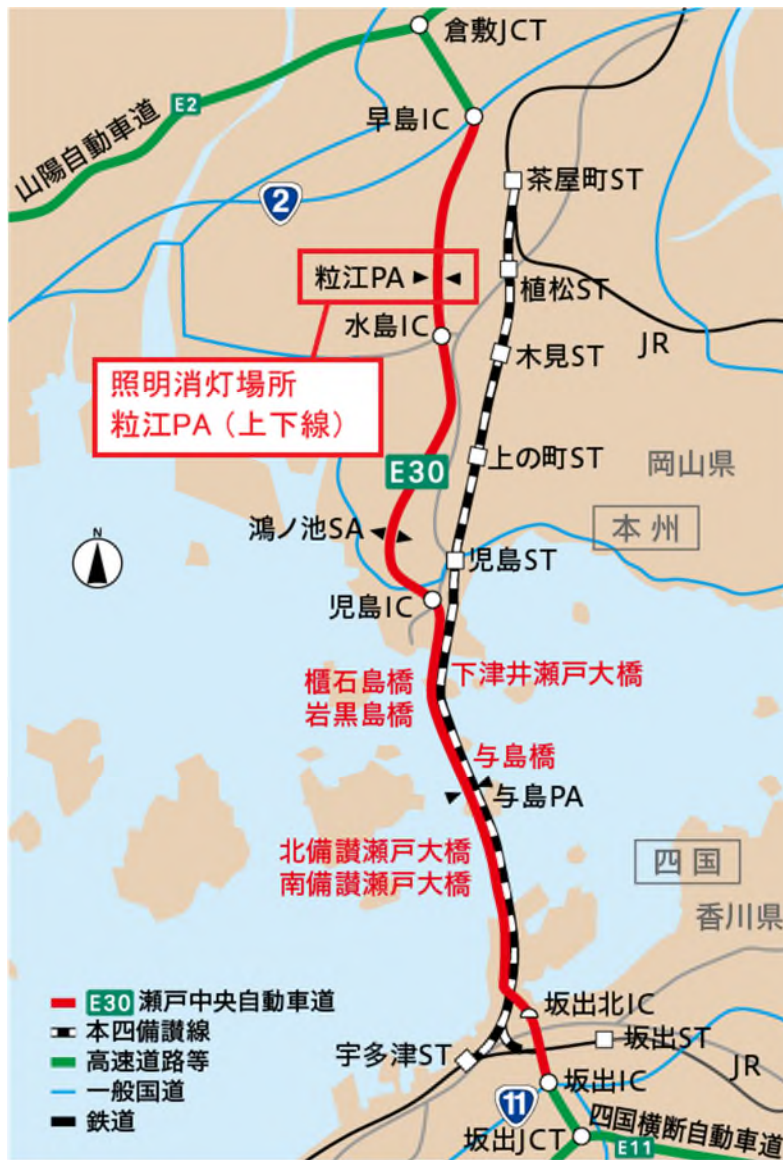 倉敷JCT
早島IC
E2
山陽自動車道
2
茶屋町ST
粒江PA
植松ST
水島IC
JR
木見ST
照明消灯場所
粒江PA（上下線）
上の町ST
E30
岡山県
鴻ノ池SA
本州
N
児島ST
児島IC
下津井瀬戸大橋
櫃石島橋
岩黒島橋
与島橋
与島PA
北備讃瀬戸大橋
南備讃瀬戸大橋
四国
香川県
E30 瀬戸中央自動車道
本四備讃線
高速道路等
一般国道
鉄道
坂出北IC
坂出ST
宇多津ST
JR
坂出IC
11
四国横断自動車道
坂出JCT
E11